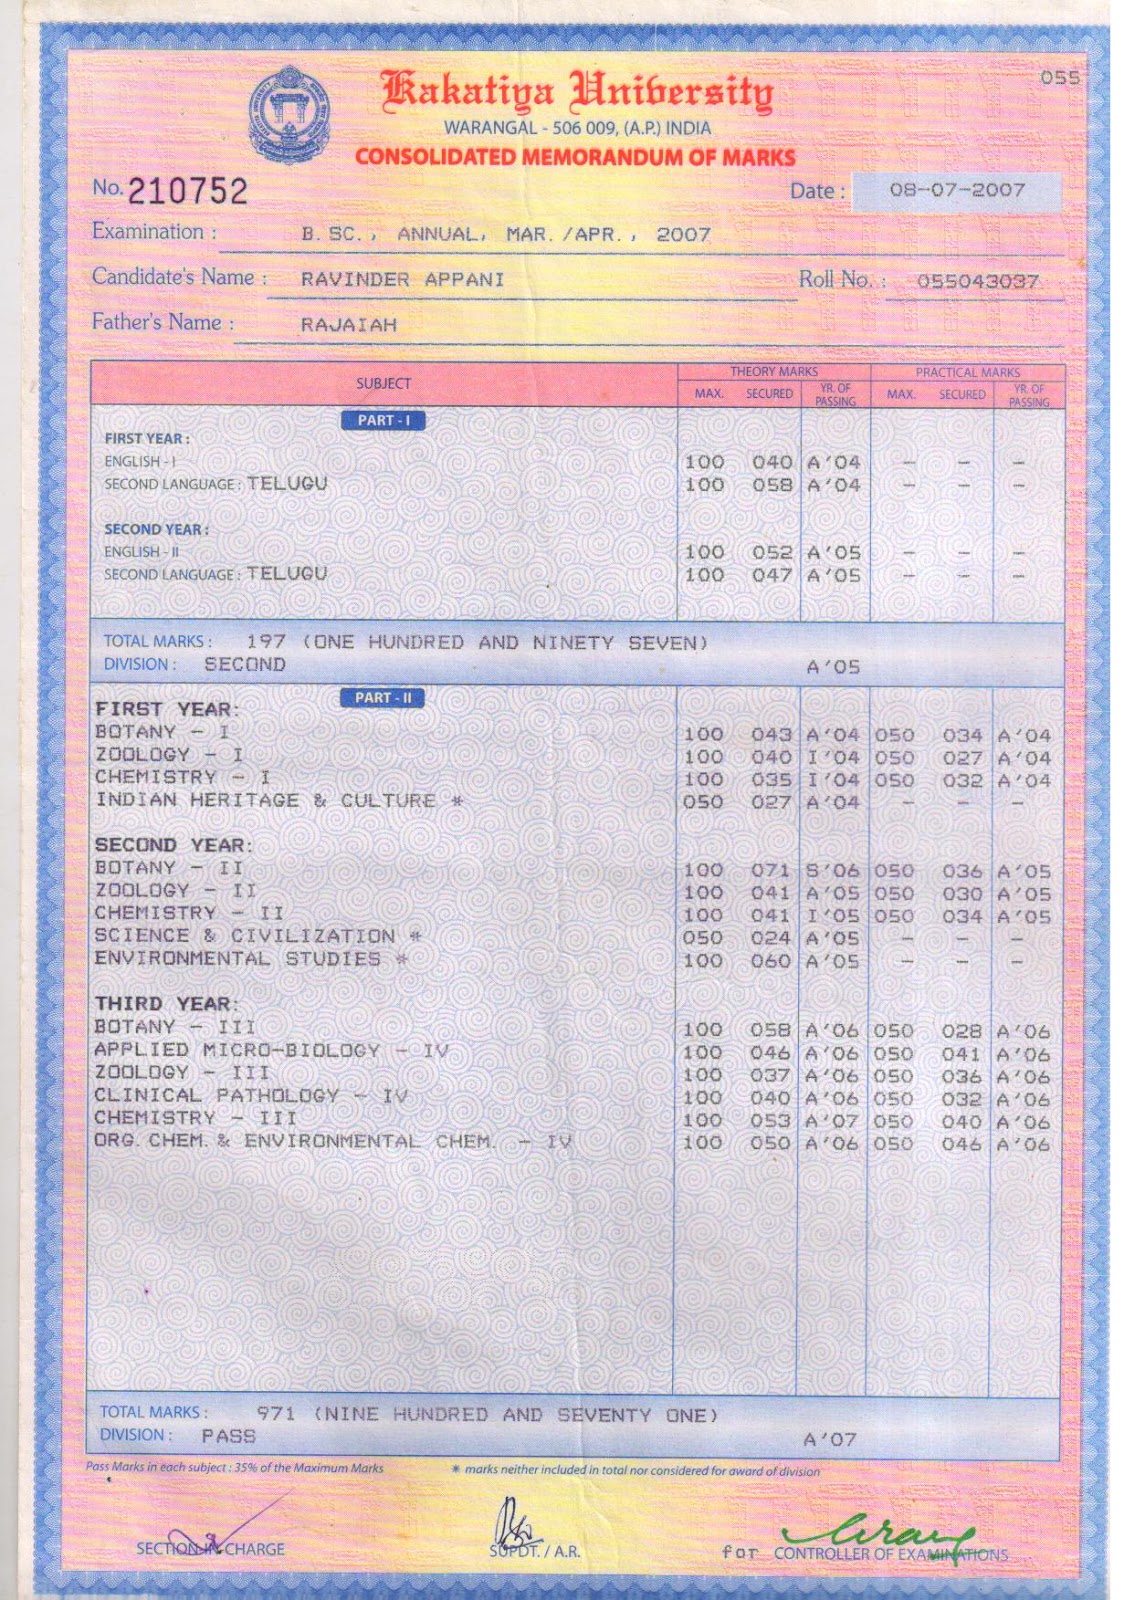 055
Kakatiya University
WARANGAL - 506 009, (A.P.) INDIA
CONSOLIDATED MEMORANDUM OF MARKS
No. 210752 Date : 08-07-2007
Examination : B.SC., ANNUAL, MAR./APR., 2007
Candidate's Name : RAVINDER APPANI Roll No. : 055043037
Father's Name : RAJAIAH
SUBJECT THEORY MARKS PRACTICAL MARKS
MAX. SECURED YR. OF PASSING MAX. SECURED YR. OF PASSING
PART - I
FIRST YEAR :
ENGLISH - I 100 040 A'04 - - -
SECOND LANGUAGE : TELUGU 100 058 A'04 - - -
SECOND YEAR :
ENGLISH - II 100 052 A'05 - - -
SECOND LANGUAGE : TELUGU 100 047 A'05 - - -
TOTAL MARKS : 197 (ONE HUNDRED AND NINETY SEVEN)
DIVISION : SECOND A'05
PART - II
FIRST YEAR:
BOTANY - I 100 043 A'04 050 034 A'04
ZOOLOGY - I 100 040 I'04 050 027 A'04
CHEMISTRY - I 100 035 I'04 050 032 A'04
INDIAN HERITAGE & CULTURE * 050 027 A'04 - - -
SECOND YEAR:
BOTANY - II 100 071 S'06 050 036 A'05
ZOOLOGY - II 100 041 A'05 050 030 A'05
CHEMISTRY - II 100 041 I'05 050 034 A'05
SCIENCE & CIVILIZATION * 050 024 A'05 - - -
ENVIRONMENTAL STUDIES * 100 060 A'05 - - -
THIRD YEAR:
BOTANY - III 100 058 A'06 050 028 A'06
APPLIED MICRO-BIOLOGY - IV 100 046 A'06 050 041 A'06
ZOOLOGY - III 100 037 A'06 050 036 A'06
CLINICAL PATHOLOGY - IV 100 040 A'06 050 032 A'06
CHEMISTRY - III 100 053 A'07 050 040 A'06
ORG. CHEM. & ENVIRONMENTAL CHEM. - IV 100 050 A'06 050 046 A'06
TOTAL MARKS : 971 (NINE HUNDRED AND SEVENTY ONE)
DIVISION : PASS A'07
Pass Marks in each subject : 35% of the Maximum Marks * marks neither included in total nor considered for award of division
SECTION IN CHARGE SUPDT. / A.R. for CONTROLLER OF EXAMINATIONS